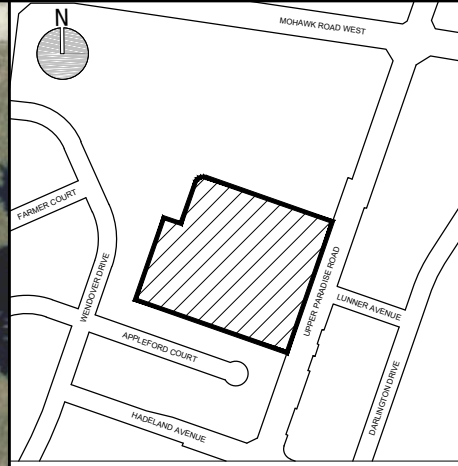 N
MOHAWK ROAD WEST
FARMER COURT
WENDOVER DRIVE
UPPER PARADISE ROAD
LUNNER AVENUE
APPLEFORD COURT
DARLINGTON DRIVE
HADELAND AVENUE